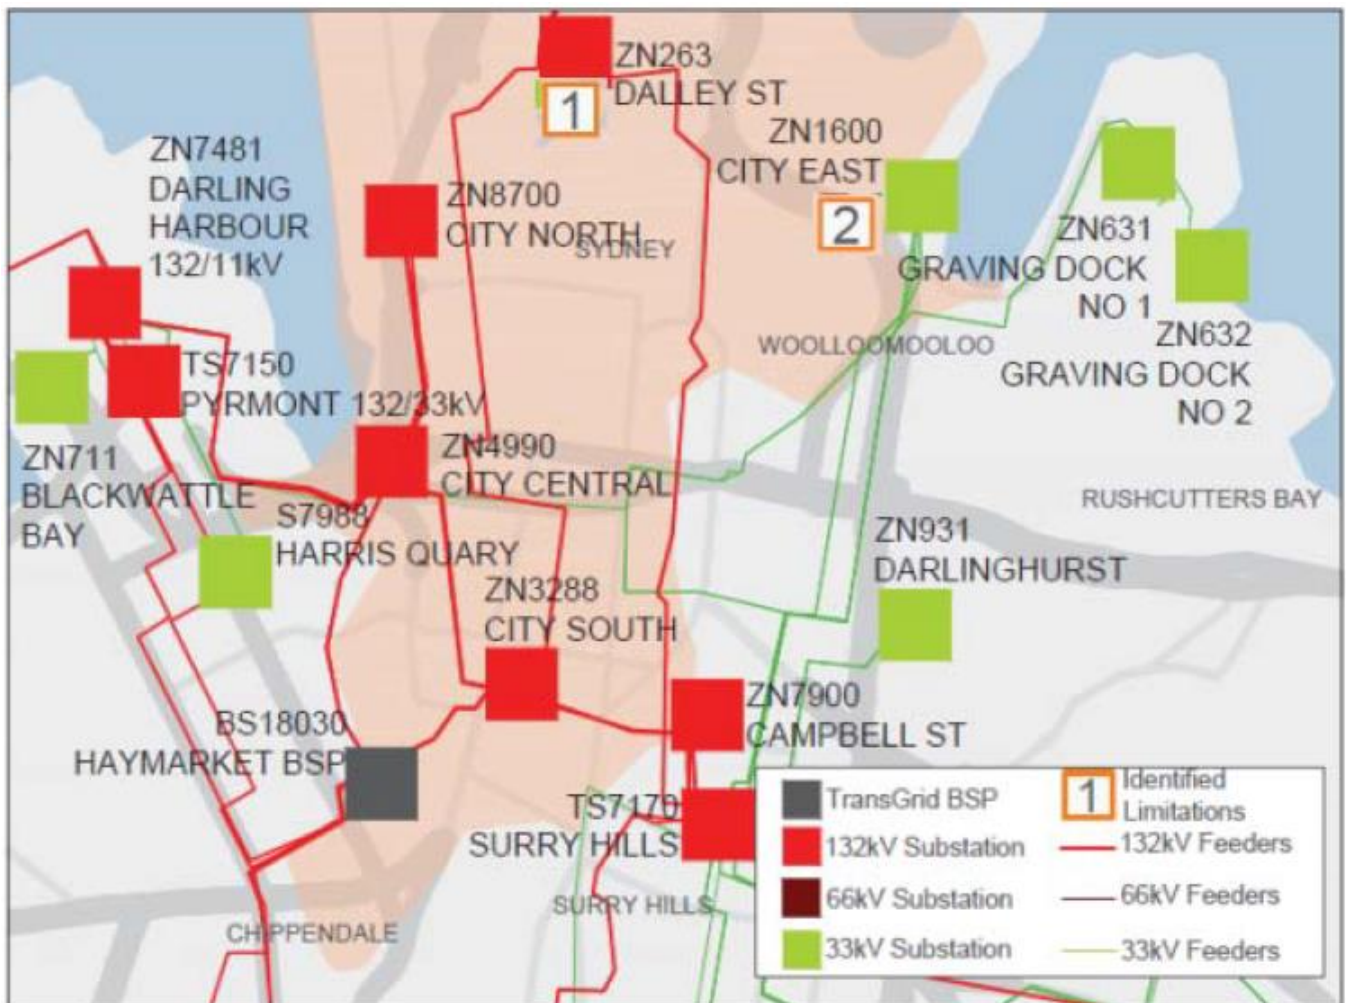 ZN263
DALLEY ST
1
ZN1600
CITY EAST
2
ZN7481
DARLING
HARBOUR
132/11kV
ZN8700
CITY NORTH
SYDNEY
ZN631
GRAVING DOCK
NO 1
ZN632
GRAVING DOCK
NO 2
WOOLLOOMOOLOO
TS7150
PYRMONT 132/33kV
ZN4990
CITY CENTRAL
ZN711
BLACKWATTLE
BAY
S7988
HARRIS QUARY
RUSHCUTTERS BAY
ZN931
DARLINGHURST
ZN3288
CITY SOUTH
BS18030
HAYMARKET BSP
ZN7900
CAMPBELL ST
TS7170
SURRY HILLS
SURRY HILLS
CHIPPENDALE
TransGrid BSP
132kV Substation
66kV Substation
33kV Substation
1
Identified
Limitations
132kV Feeders
66kV Feeders
33kV Feeders